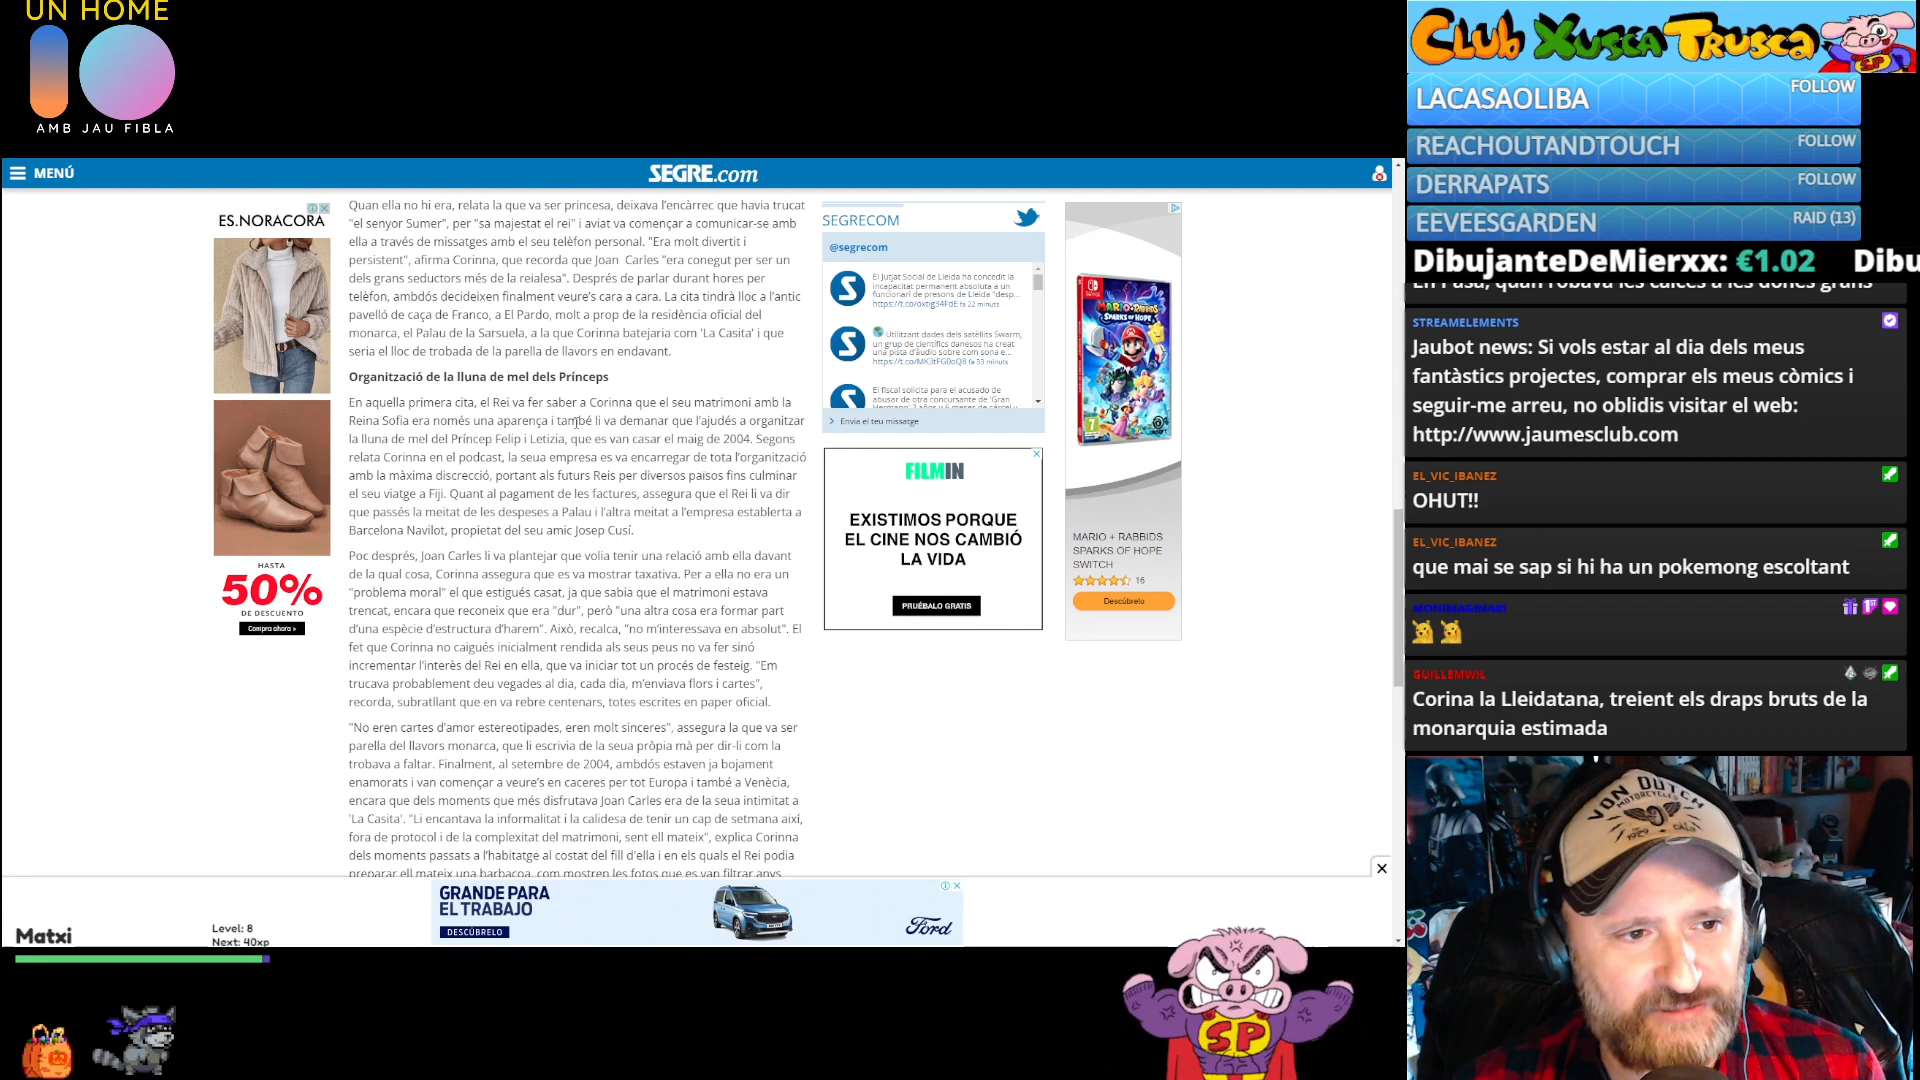 UN HOME
AMB JAU FIBLA
MENÚ
SEGRE.com
ES.NORACORA
HASTA
50%
DE DESCUENTO
Compra ahora >
Quan ella no hi era, relata la que va ser princesa, deixava l'encàrrec que havia trucat
"el senyor Sumer", per "sa majestat el rei" i aviat va començar a comunicar-se amb
ella a través de missatges amb el seu telèfon personal. "Era molt divertit i
persistent", afirma Corinna, que recorda que Joan Carles "era conegut per ser un
dels grans seductors més de la reialesa". Després de parlar durant hores per
telèfon, ambdós decideixen finalment veure's cara a cara. La cita tindrà lloc a l'antic
pavelló de caça de Franco, a El Pardo, molt a prop de la residència oficial del
monarca, el Palau de la Sarsuela, a la que Corinna batejaria com 'La Casita' i que
seria el lloc de trobada de la parella de llavors en endavant.
Organització de la lluna de mel dels Prínceps
En aquella primera cita, el Rei va fer saber a Corinna que el seu matrimoni amb la
Reina Sofia era només una aparença i també li va demanar que l'ajudés a organitzar
la lluna de mel del Príncep Felip i Letizia, que es van casar el maig de 2004. Segons
relata Corinna en el podcast, la seua empresa es va encarregar de tota l'organització
amb la màxima discrecció, portant als futurs Reis per diversos països fins culminar
el seu viatge a Fiji. Quant al pagament de les factures, assegura que el Rei li va dir
que passés la meitat de les despeses a Palau i l'altra meitat a l'empresa establerta a
Barcelona Navilot, propietat del seu amic Josep Cusí.
Poc després, Joan Carles li va plantejar que volia tenir una relació amb ella davant
de la qual cosa, Corinna assegura que es va mostrar taxativa. Per a ella no era un
"problema moral" el que estigués casat, ja que sabia que el matrimoni estava
trencat, encara que reconeix que era "dur", però "una altra cosa era formar part
d'una espècie d'estructura d'harem". Això, recalca, "no m'interessava en absolut". El
fet que Corinna no caigués inicialment rendida als seus peus no va fer sinó
incrementar l'interès del Rei en ella, que va iniciar tot un procés de festeig. "Em
trucava probablement deu vegades al dia, cada dia, m'enviava flors i cartes",
recorda, subratllant que en va rebre centenars, totes escrites en paper oficial.
"No eren cartes d'amor estereotipades, eren molt sinceres", assegura la que va ser
parella del llavors monarca, que li escrivia de la seua pròpia mà per dir-li com la
trobava a faltar. Finalment, al setembre de 2004, ambdós estaven ja bojament
enamorats i van començar a veure's en caceres per tot Europa i també a Venècia,
encara que dels moments que més disfrutava Joan Carles era de la seua intimitat a
'La Casita'. "Li encantava la informalitat i la calidesa de tenir un cap de setmana així,
fora de protocol i de la complexitat del matrimoni, sent ell mateix", explica Corinna
dels moments passats a l'habitatge al costat del fill d'ella i en els quals el Rei podia
preparar ell mateix una barbacoa, com mostren les fotos que es van filtrar anys
SEGRECOM
@segrecom
El Jutjat Social de Lleida ha concedit la
incapacitat permanent absoluta a un
funcionari de presons de Lleida "desp...
https://t.co/oxtlg34FdE fa 22 minuts
Utilitzant dades dels satèl·lits Swarm,
un grup de científics danesos ha creat
una pista d'àudio sobre com sona e...
https://t.co/MK3tFG0oQ8 fa 33 minuts
El fiscal solicita para el acusado de
abusar de otra concursante de 'Gran
Hermano' 2 años y 6 meses de cárcel y
Envia el teu missatge
FILMIN
EXISTIMOS PORQUE
EL CINE NOS CAMBIÓ
LA VIDA
PRUÉBALO GRATIS
MARIO + RABBIDS
SPARKS OF HOPE
7
MARIO + RABBIDS
SPARKS OF HOPE
SWITCH
16
Descúbrelo
GRANDE PARA
EL TRABAJO
DESCÚBRELO
Ford
Matxi
Level: 8
Next: 40xp
SP
CLUB XUSCA TRUSCA
SP
LACASAOLIBA
FOLLOW
REACHOUTANDTOUCH
FOLLOW
DERRAPATS
FOLLOW
EEVEESGARDEN
RAID (13)
DibujanteDeMierxx: €1.02 Dibu
En Pasa, quan robava les calces a les dones grans
STREAMELEMENTS
Jaubot news: Si vols estar al dia dels meus
fantàstics projectes, comprar els meus còmics i
seguir-me arreu, no oblidis visitar el web:
http://www.jaumesclub.com
EL_VIC_IBANEZ
OHUT!!
EL_VIC_IBANEZ
que mai se sap si hi ha un pokemong escoltant
1ST
GUILLEMWIL
Corina la Lleidatana, treient els draps bruts de la
monarquia estimada
VON DUTCH
MOTORCYCLES